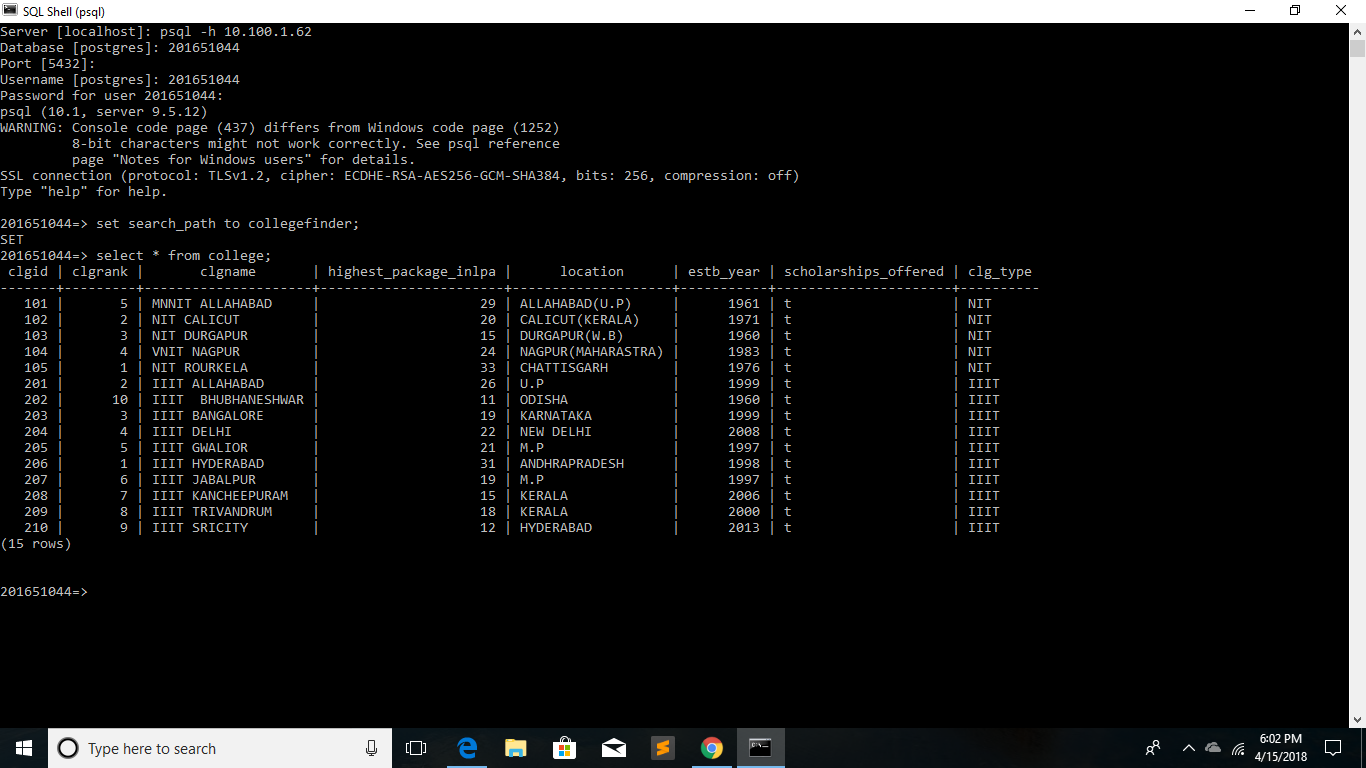 SQL Shell (psql)
Server [localhost]: psql -h 10.100.1.62
Database [postgres]: 201651044
Port [5432]:
Username [postgres]: 201651044
Password for user 201651044:
psql (10.1, server 9.5.12)
WARNING: Console code page (437) differs from Windows code page (1252)
         8-bit characters might not work correctly. See psql reference
         page "Notes for Windows users" for details.
SSL connection (protocol: TLSv1.2, cipher: ECDHE-RSA-AES256-GCM-SHA384, bits: 256, compression: off)
Type "help" for help.
201651044=> set search_path to collegefinder;
SET
201651044=> select * from college;
 clgid | clgrank |       clgname       | highest_package_inlpa |      location      | estb_year | scholarships_offered | clg_type
-------+---------+---------------------+-----------------------+--------------------+-----------+----------------------+----------
   101 |       5 | MNNIT ALLAHABAD     |                    29 | ALLAHABAD(U.P)     |      1961 | t                    | NIT
   102 |       2 | NIT CALICUT         |                    20 | CALICUT(KERALA)    |      1971 | t                    | NIT
   103 |       3 | NIT DURGAPUR        |                    15 | DURGAPUR(W.B)      |      1960 | t                    | NIT
   104 |       4 | VNIT NAGPUR         |                    24 | NAGPUR(MAHARASTRA) |      1983 | t                    | NIT
   105 |       1 | NIT ROURKELA        |                    33 | CHATTISGARH        |      1976 | t                    | NIT
   201 |       2 | IIIT ALLAHABAD      |                    26 | U.P                |      1999 | t                    | IIIT
   202 |      10 | IIIT  BHUBHANESHWAR |                    11 | ODISHA             |      1960 | t                    | IIIT
   203 |       3 | IIIT BANGALORE      |                    19 | KARNATAKA          |      1999 | t                    | IIIT
   204 |       4 | IIIT DELHI          |                    22 | NEW DELHI          |      2008 | t                    | IIIT
   205 |       5 | IIIT GWALIOR        |                    21 | M.P                |      1997 | t                    | IIIT
   206 |       1 | IIIT HYDERABAD      |                    31 | ANDHRAPRADESH      |      1998 | t                    | IIIT
   207 |       6 | IIIT JABALPUR       |                    19 | M.P                |      1997 | t                    | IIIT
   208 |       7 | IIIT KANCHEEPURAM   |                    15 | KERALA             |      2006 | t                    | IIIT
   209 |       8 | IIIT TRIVANDRUM     |                    18 | KERALA             |      2000 | t                    | IIIT
   210 |       9 | IIIT SRICITY        |                    12 | HYDERABAD          |      2013 | t                    | IIIT
(15 rows)
201651044=>
Type here to search
6:02 PM
4/15/2018